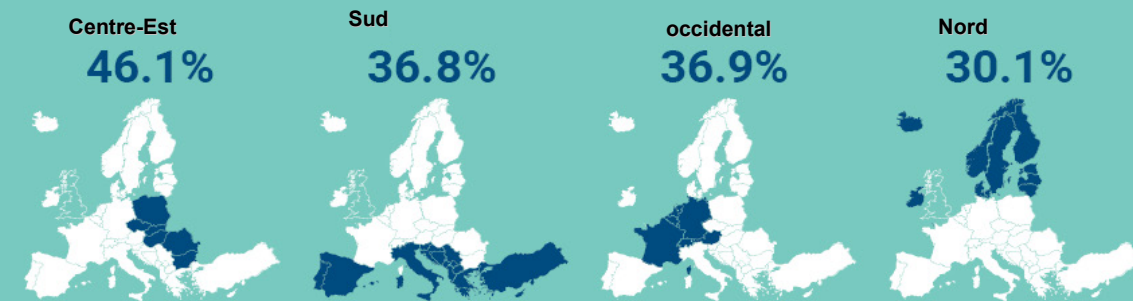 Centre-Est
46.1%
Sud
36.8%
occidental
36.9%
Nord
30.1%